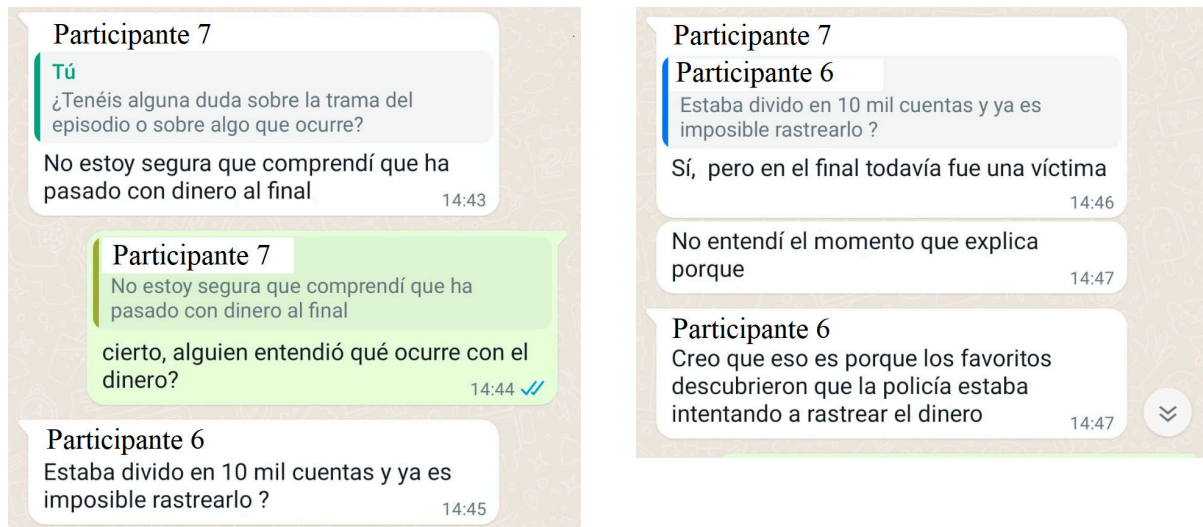 Participante 7
Tú
¿Tenéis alguna duda sobre la trama del
episodio o sobre algo que ocurre?
No estoy segura que comprendí que ha
pasado con dinero al final
14:43
Participante 7
No estoy segura que comprendí que ha
pasado con dinero al final
cierto, alguien entendió qué ocurre con el
dinero?
14:44
Participante 6
Estaba divido en 10 mil cuentas y ya es
imposible rastrearlo ?
14:45
Participante 7
Participante 6
Estaba divido en 10 mil cuentas y ya es
imposible rastrearlo ?
Sí, pero en el final todavía fue una víctima
14:46
No entendí el momento que explica
porque
14:47
Participante 6
Creo que eso es porque los favoritos
descubrieron que la policía estaba
intentando a rastrear el dinero
14:47